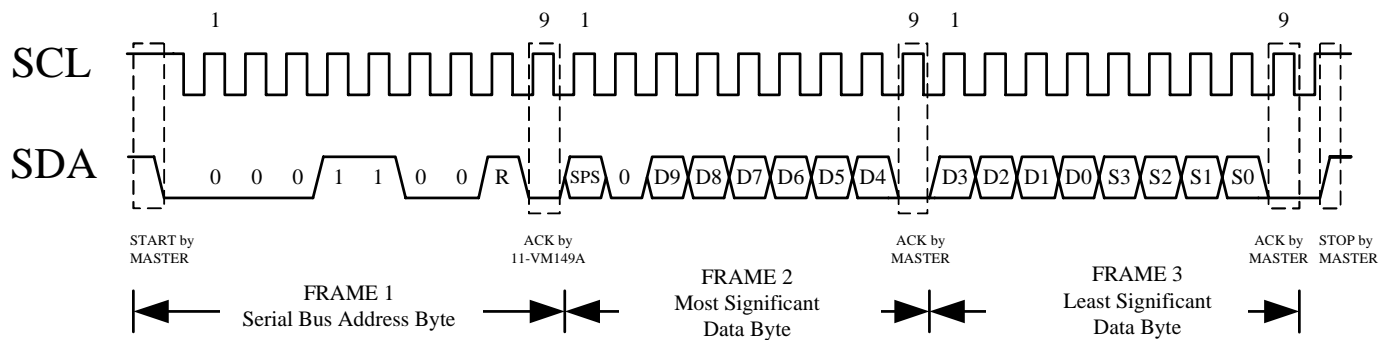 1 9 1 9 1 9
SCL
SDA
0 0 0 1 1 0 0 R SPS 0 D9 D8 D7 D6 D5 D4 D3 D2 D1 D0 S3 S2 S1 S0
START by
MASTER
ACK by
11-VM149A
ACK by
MASTER
ACK by
MASTER
STOP by
MASTER
FRAME 1
Serial Bus Address Byte
FRAME 2
Most Significant
Data Byte
FRAME 3
Least Significant
Data Byte